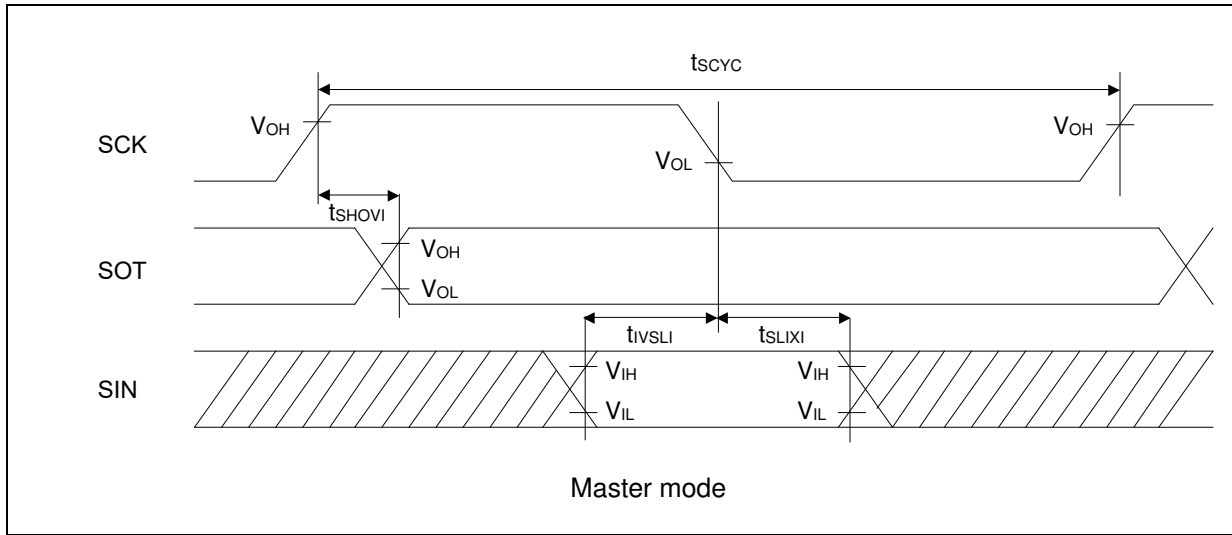 tSCYC
SCK
VOH
VOL
VOH
tSHOVI
SOT
VOH
VOL
tIVSLI
tSLIXI
SIN
VIH
VIL
VIH
VIL
Master mode